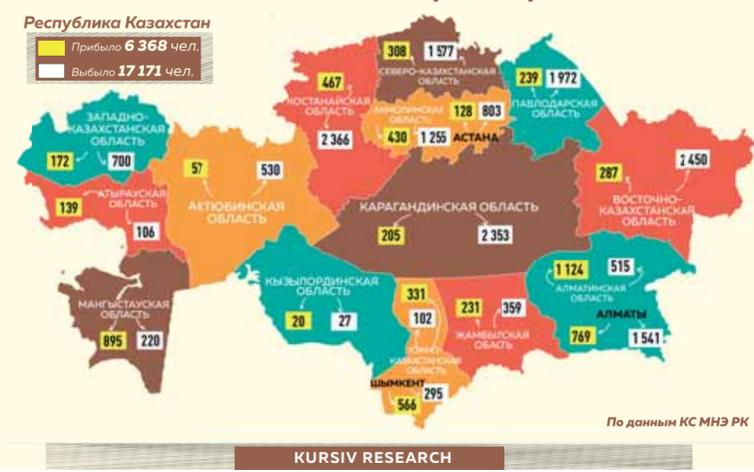 Республика Казахстан
Прибыло 6 368 чел.
Выбыло 17 171 чел.
308 1 577
СЕВЕРО-КАЗАХСТАНСКАЯ
ОБЛАСТЬ
467
КОСТАНАЙСКАЯ
ОБЛАСТЬ
2 366
АКМОЛИНСКАЯ
ОБЛАСТЬ
430 1 255
128 803
АСТАНА
239 1 972
ПАВЛОДАРСКАЯ
ОБЛАСТЬ
ЗАПАДНО-
КАЗАХСТАНСКАЯ
ОБЛАСТЬ
172 700
139
АТЫРАУСКАЯ
ОБЛАСТЬ
106
57 530
АКТЮБИНСКАЯ
ОБЛАСТЬ
КАРАГАНДИНСКАЯ ОБЛАСТЬ
205 2 353
287 2 450
ВОСТОЧНО-
КАЗАХСТАНСКАЯ
ОБЛАСТЬ
МАНГЫСТАУСКАЯ
ОБЛАСТЬ
895 220
КЫЗЫЛОРДИНСКАЯ
ОБЛАСТЬ
20 27
331
102
ЮЖНО-
КАЗАХСТАНСКАЯ
ОБЛАСТЬ
ШЫМКЕНТ
566 295
231 359
ЖАМБЫЛСКАЯ
ОБАСТЬ
1 124 515
АЛМАТИНСКАЯ
ОБЛАСТЬ
АЛМАТЫ
769 1 541
По данным КС МНЭ РК
KURSIV RESEARCH